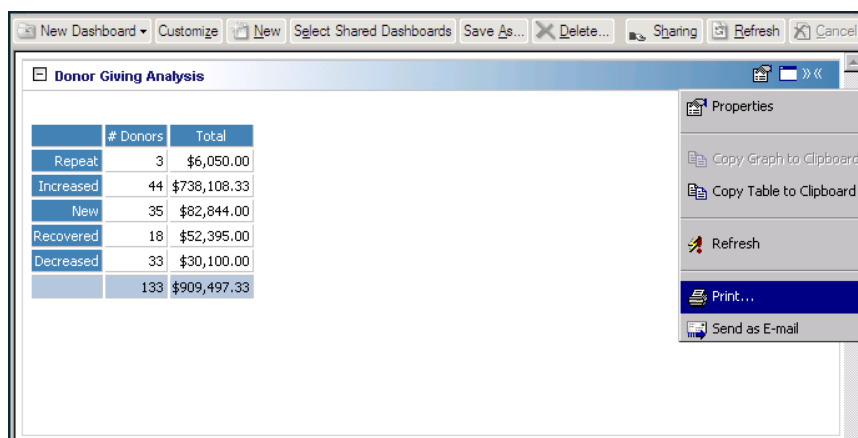 New Dashboard Customize New Select Shared Dashboards Save As... Delete... Sharing Refresh Cancel
Donor Giving Analysis
Properties
# Donors Total
Repeat 3 $6,050.00
Copy Graph to Clipboard
Increased 44 $738,108.33
Copy Table to Clipboard
New 35 $82,844.00
Recovered 18 $52,395.00
Refresh
Decreased 33 $30,100.00
133 $909,497.33
Print...
Send as E-mail